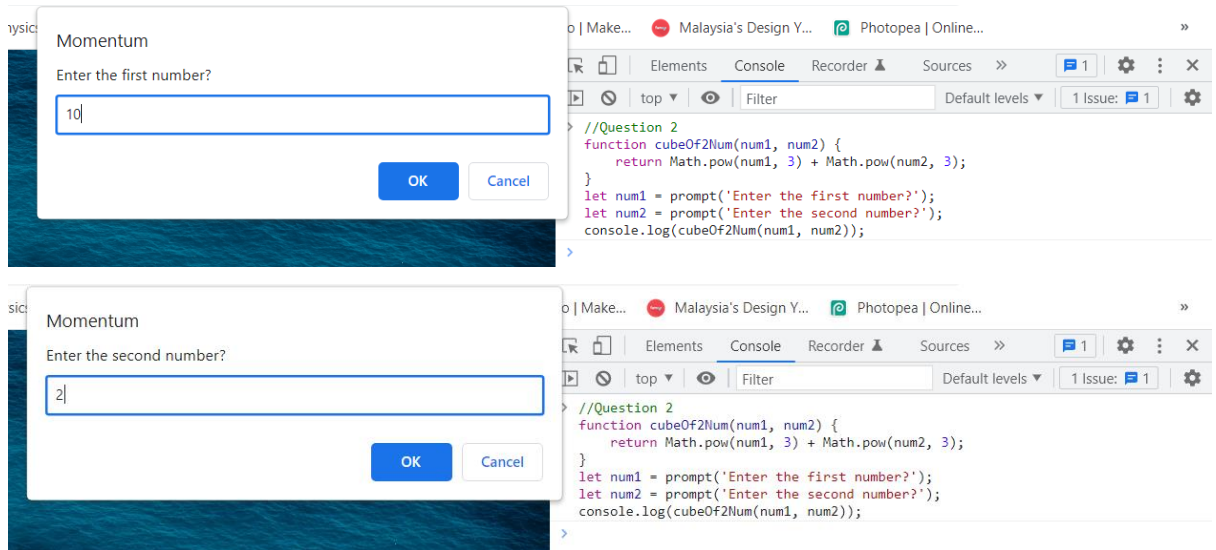 o | Make... Malaysia's Design Y... Photopea | Online... »
Momentum
Enter the first number?
10
OK Cancel
Elements Console Recorder Sources » 1
top ▼ Filter Default levels ▼ 1 Issue: 1
//Question 2
function cubeOf2Num(num1, num2) {
return Math.pow(num1, 3) + Math.pow(num2, 3);
}
let num1 = prompt('Enter the first number?');
let num2 = prompt('Enter the second number?');
console.log(cubeOf2Num(num1, num2));
o | Make... Malaysia's Design Y... Photopea | Online... »
Momentum
Enter the second number?
2
OK Cancel
Elements Console Recorder Sources » 1
top ▼ Filter Default levels ▼ 1 Issue: 1
//Question 2
function cubeOf2Num(num1, num2) {
return Math.pow(num1, 3) + Math.pow(num2, 3);
}
let num1 = prompt('Enter the first number?');
let num2 = prompt('Enter the second number?');
console.log(cubeOf2Num(num1, num2));